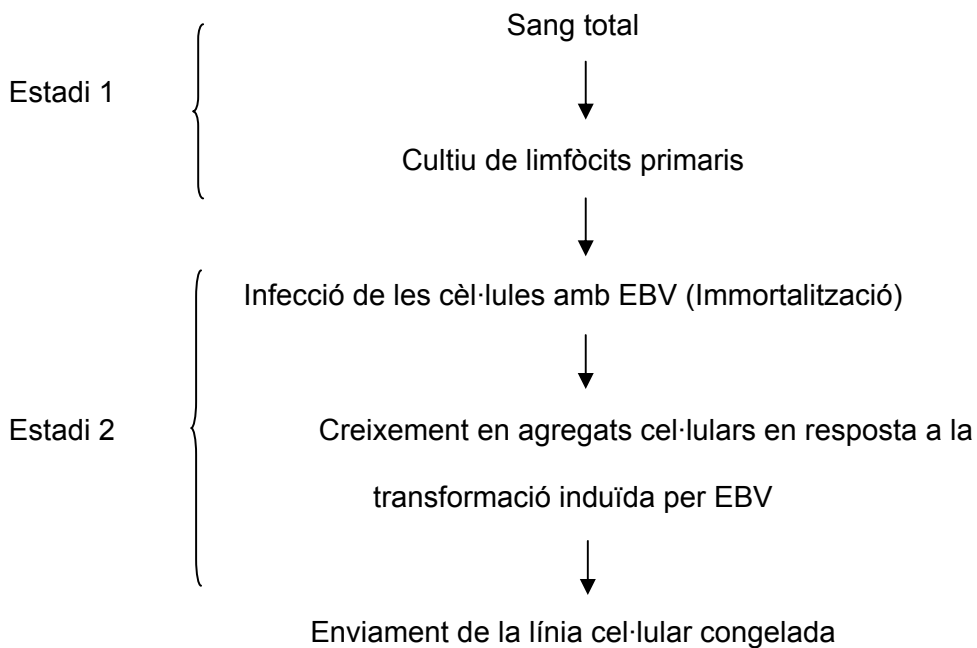 Sang total
Estadi 1
Cultiu de limfòcits primaris
Infecció de les cèl·lules amb EBV (Immortalització)
Estadi 2
Creixement en agregats cel·lulars en resposta a la
transformació induïda per EBV
Enviament de la línia cel·lular congelada